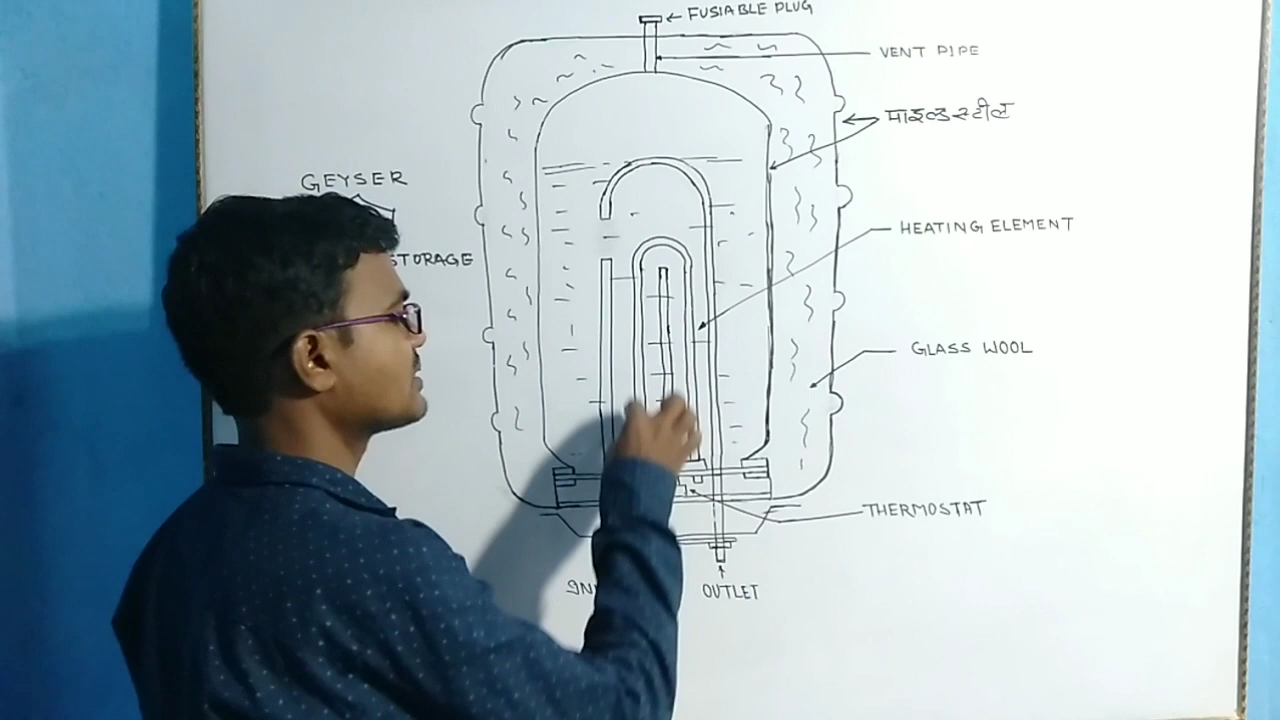 FUSIABLE PLUG
VENT PIPE
माइल्ड स्टील
GEYSER
HEATING ELEMENT
STORAGE
GLASS WOOL
THERMOSTAT
OUTLET